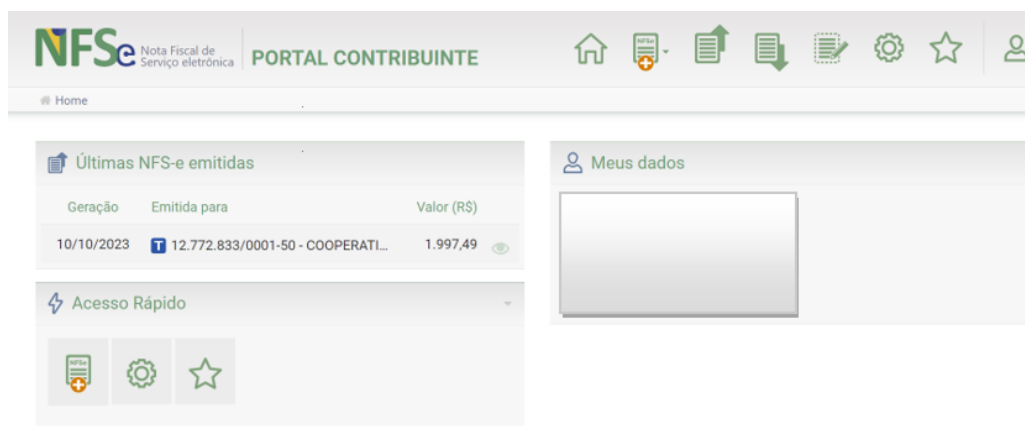 NFSe Nota Fiscal de Serviço eletrônica PORTAL CONTRIBUINTE
Home
Últimas NFS-e emitidas
Geração Emitida para Valor (R$)
10/10/2023 T 12.772.833/0001-50 - COOPERATI... 1.997,49
Acesso Rápido
NFSe
Meus dados